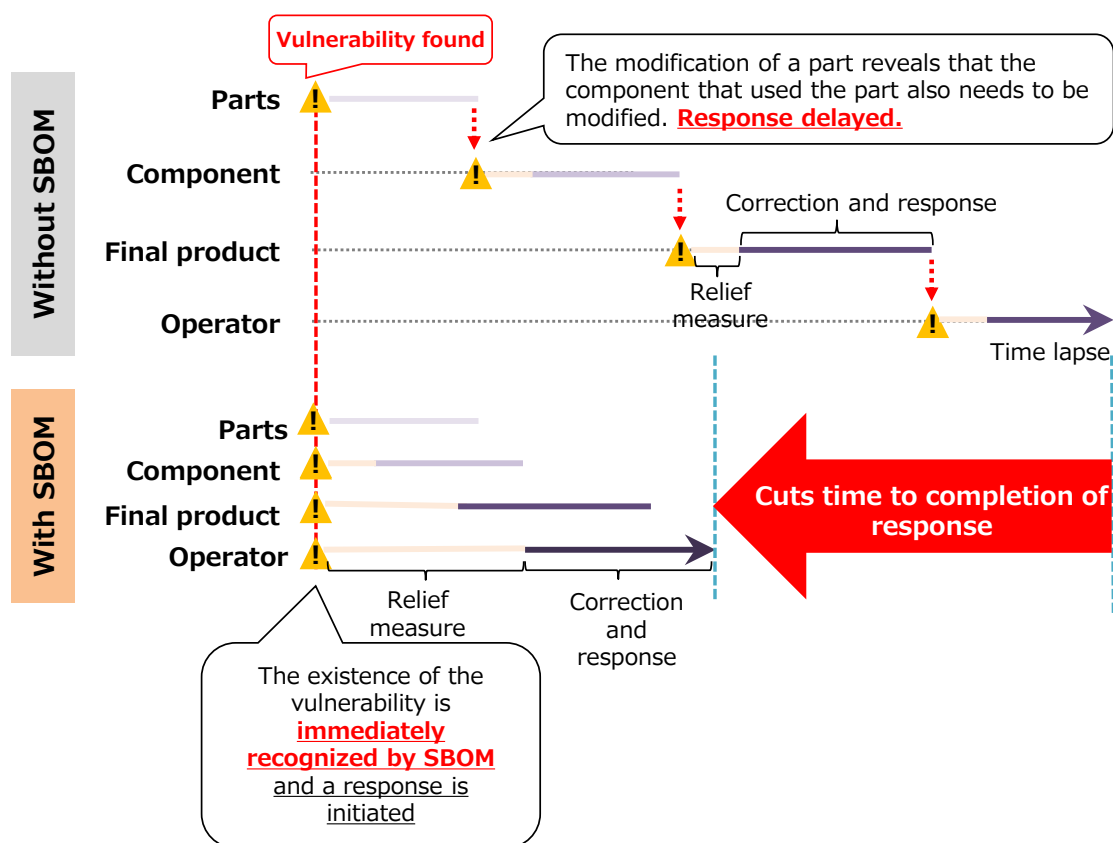 Vulnerability found
The modification of a part reveals that the
component that used the part also needs to be
modified. Response delayed.
Without SBOM
Parts
!
Component
!
Correction and response
Final product
!
Relief
measure
Operator
!
Time lapse
With SBOM
Parts
!
Component
!
Final product
!
Operator
!
Cuts time to completion of
response
Relief
measure
Correction
and
response
The existence of the
vulnerability is
immediately
recognized by SBOM
and a response is
initiated